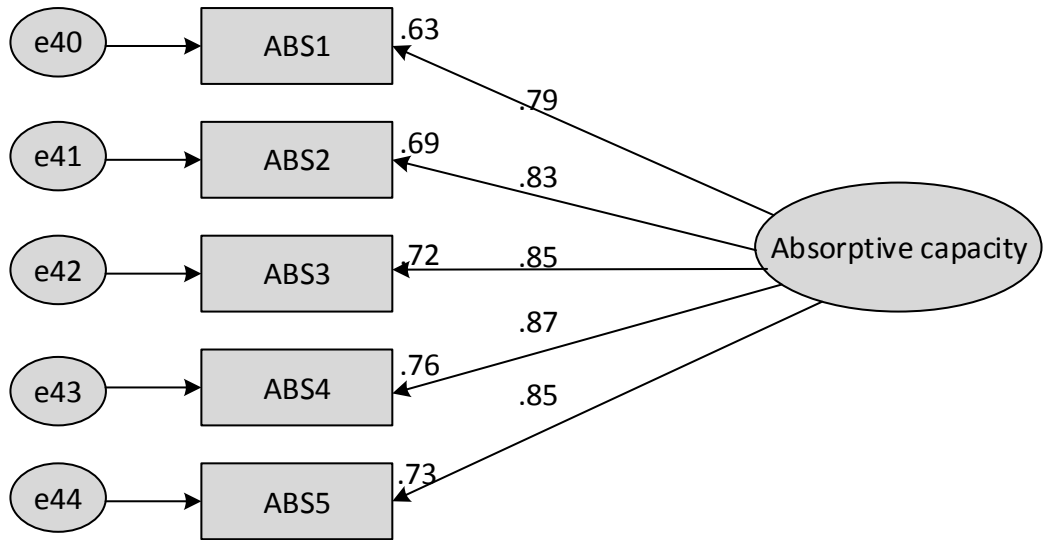 e40
ABS1
.63
.79
e41
ABS2
.69
.83
Absorptive capacity
e42
ABS3
.72
.85
.87
e43
ABS4
.76
.85
e44
ABS5
.73